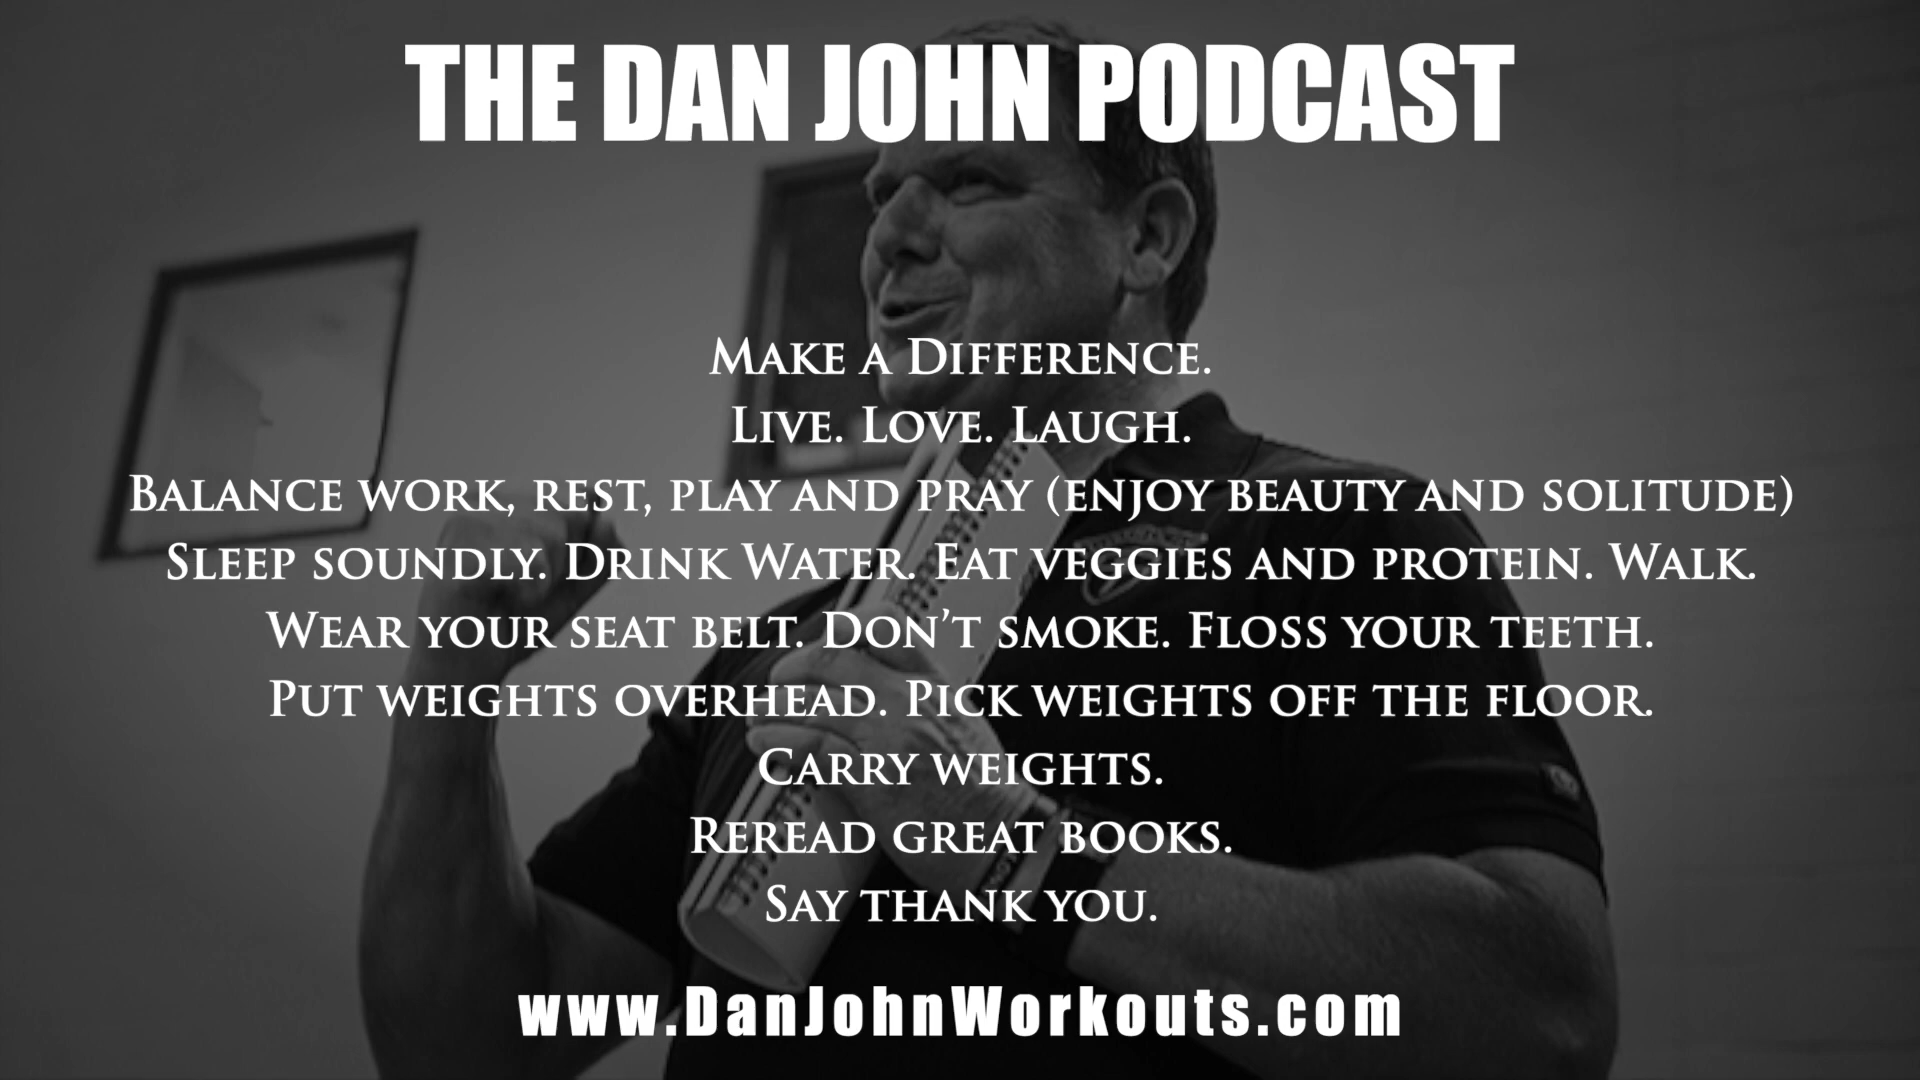 THE DAN JOHN PODCAST
Make a Difference.
Live. Love. Laugh.
Balance work, rest, play and pray (enjoy beauty and solitude)
Sleep soundly. Drink Water. Eat veggies and protein. Walk.
Wear your seat belt. Don't smoke. Floss your teeth.
Put weights overhead. Pick weights off the floor.
Carry weights.
Reread great books.
Say thank you.
www.DanJohnWorkouts.com